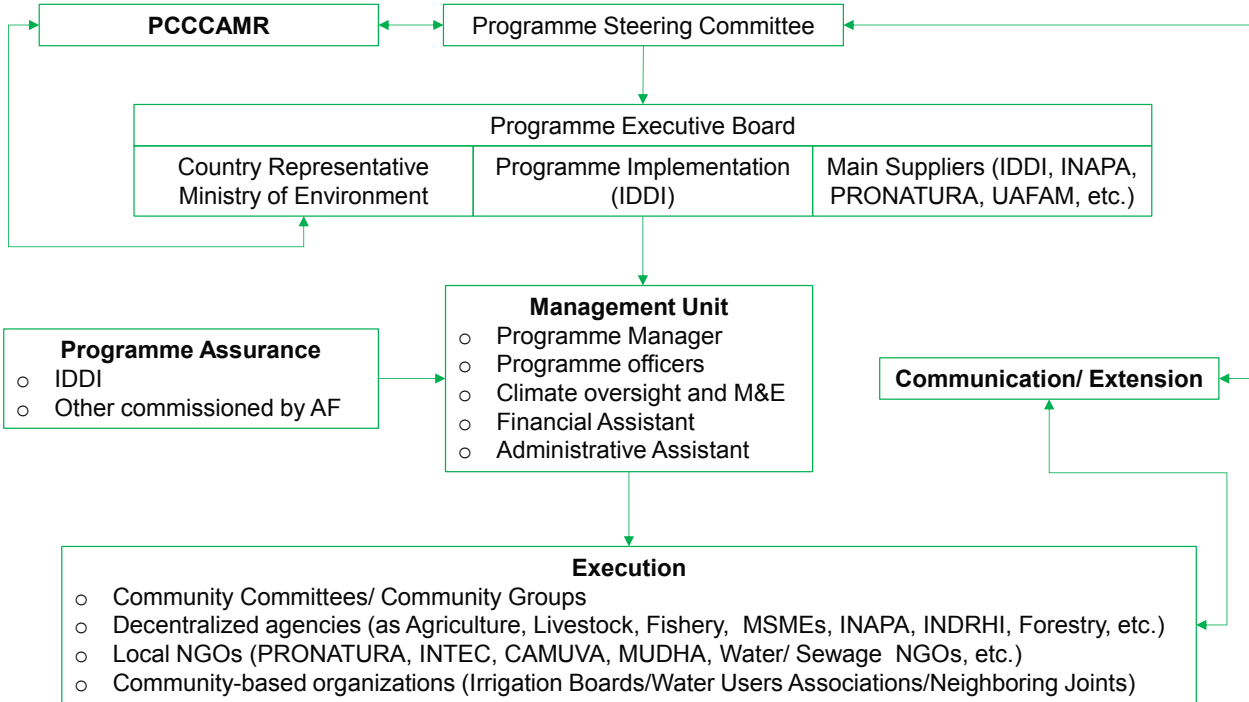 PCCCAMR
Programme Steering Committee
Programme Executive Board
Country Representative
Ministry of Environment
Programme Implementation
(IDDI)
Main Suppliers (IDDI, INAPA,
PRONATURA, UAFAM, etc.)
Management Unit
o Programme Manager
o Programme officers
o Climate oversight and M&E
o Financial Assistant
o Administrative Assistant
Programme Assurance
o IDDI
o Other commissioned by AF
Communication/ Extension
Execution
o Community Committees/ Community Groups
o Decentralized agencies (as Agriculture, Livestock, Fishery, MSMEs, INAPA, INDRHI, Forestry, etc.)
o Local NGOs (PRONATURA, INTEC, CAMUVA, MUDHA, Water/ Sewage NGOs, etc.)
o Community-based organizations (Irrigation Boards/Water Users Associations/Neighboring Joints)